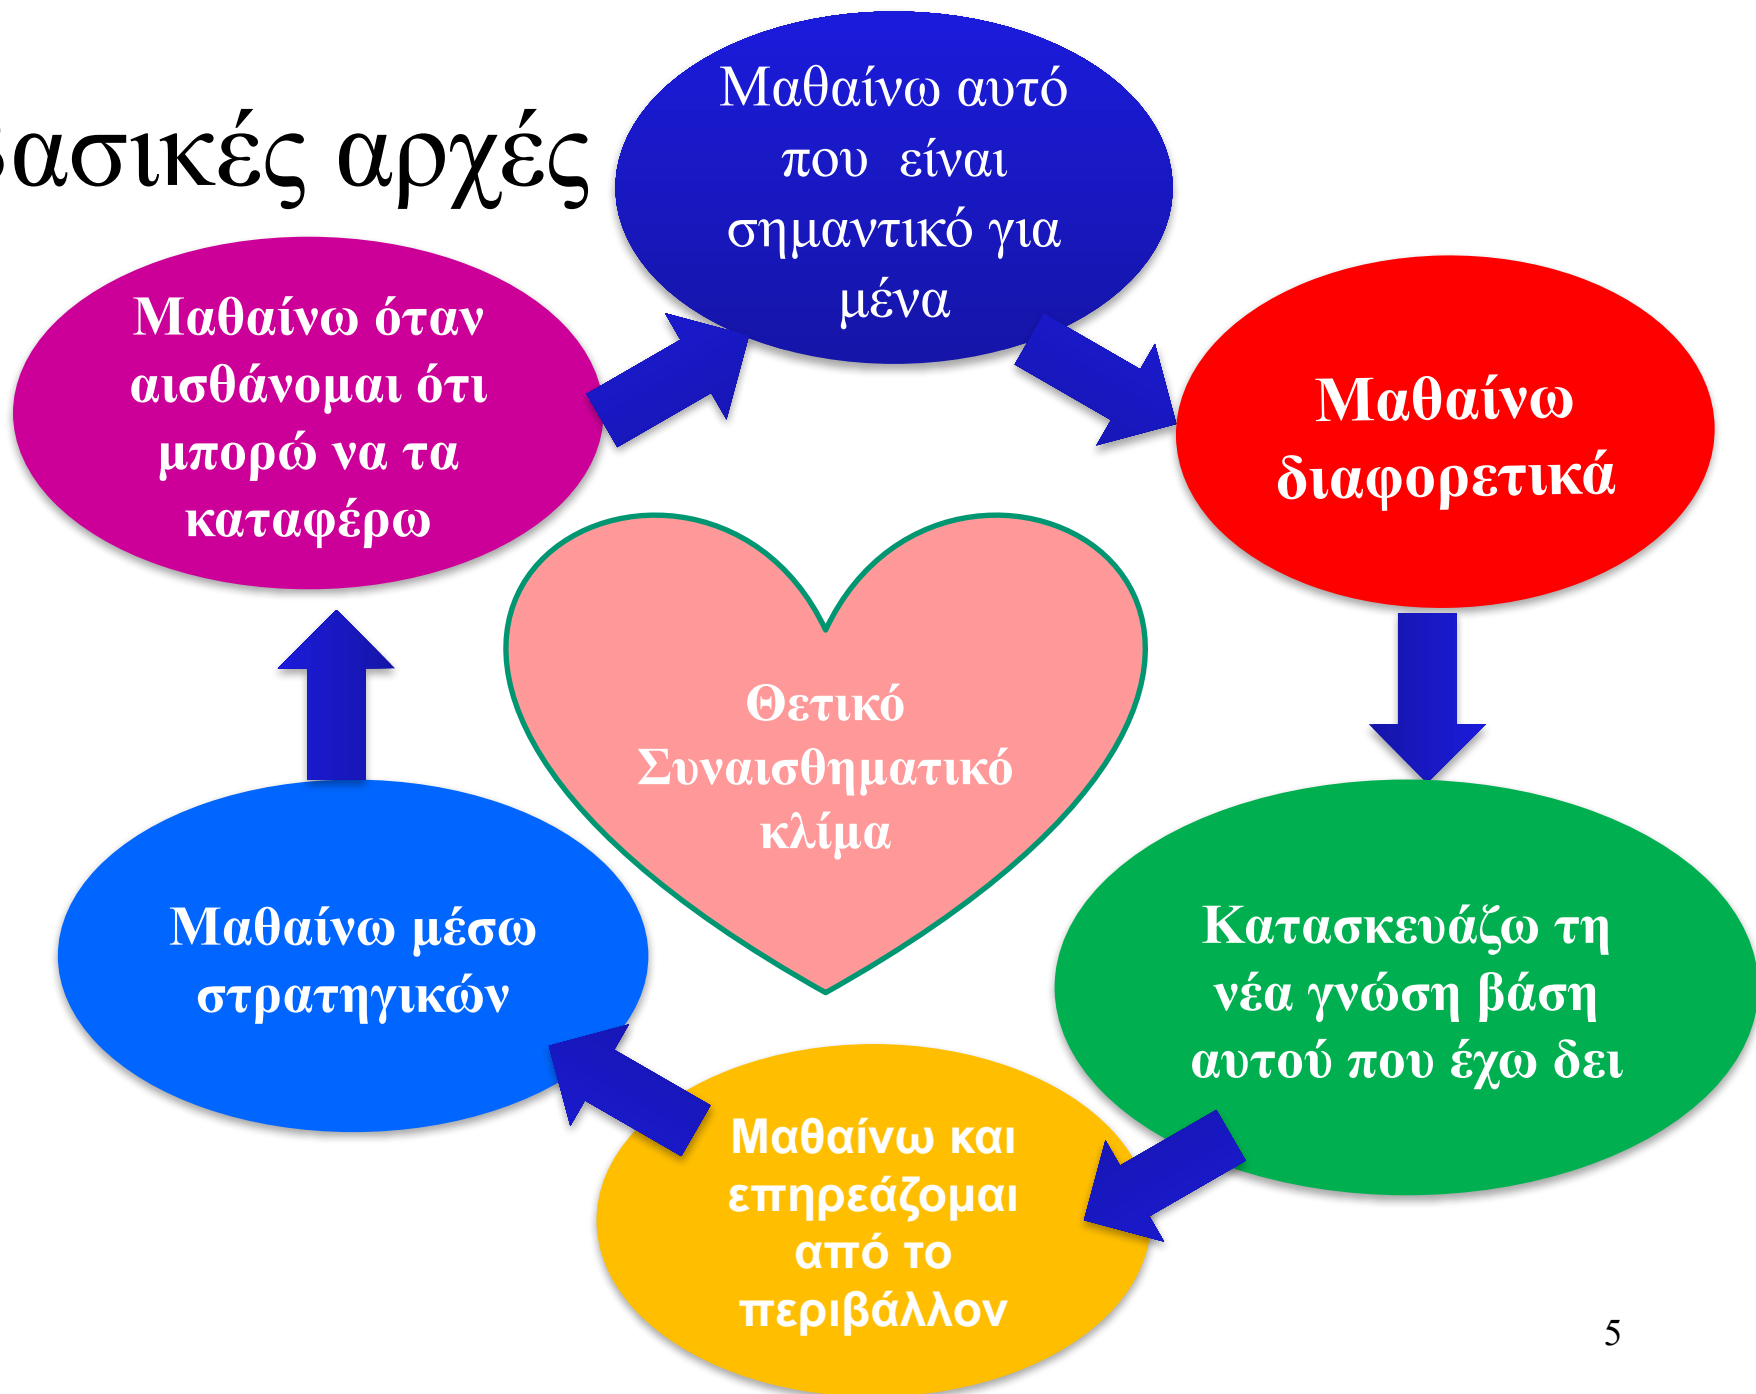 Βασικές αρχές
Μαθαίνω αυτό
που είναι
σημαντικό για
μένα
Μαθαίνω
διαφορετικά
Κατασκευάζω τη
νέα γνώση βάση
αυτού που έχω δει
Μαθαίνω και
επηρεάζομαι
από το
περιβάλλον
Μαθαίνω μέσω
στρατηγικών
Μαθαίνω όταν
αισθάνομαι ότι
μπορώ να τα
καταφέρω
Θετικό
Συναισθηματικό
κλίμα
5